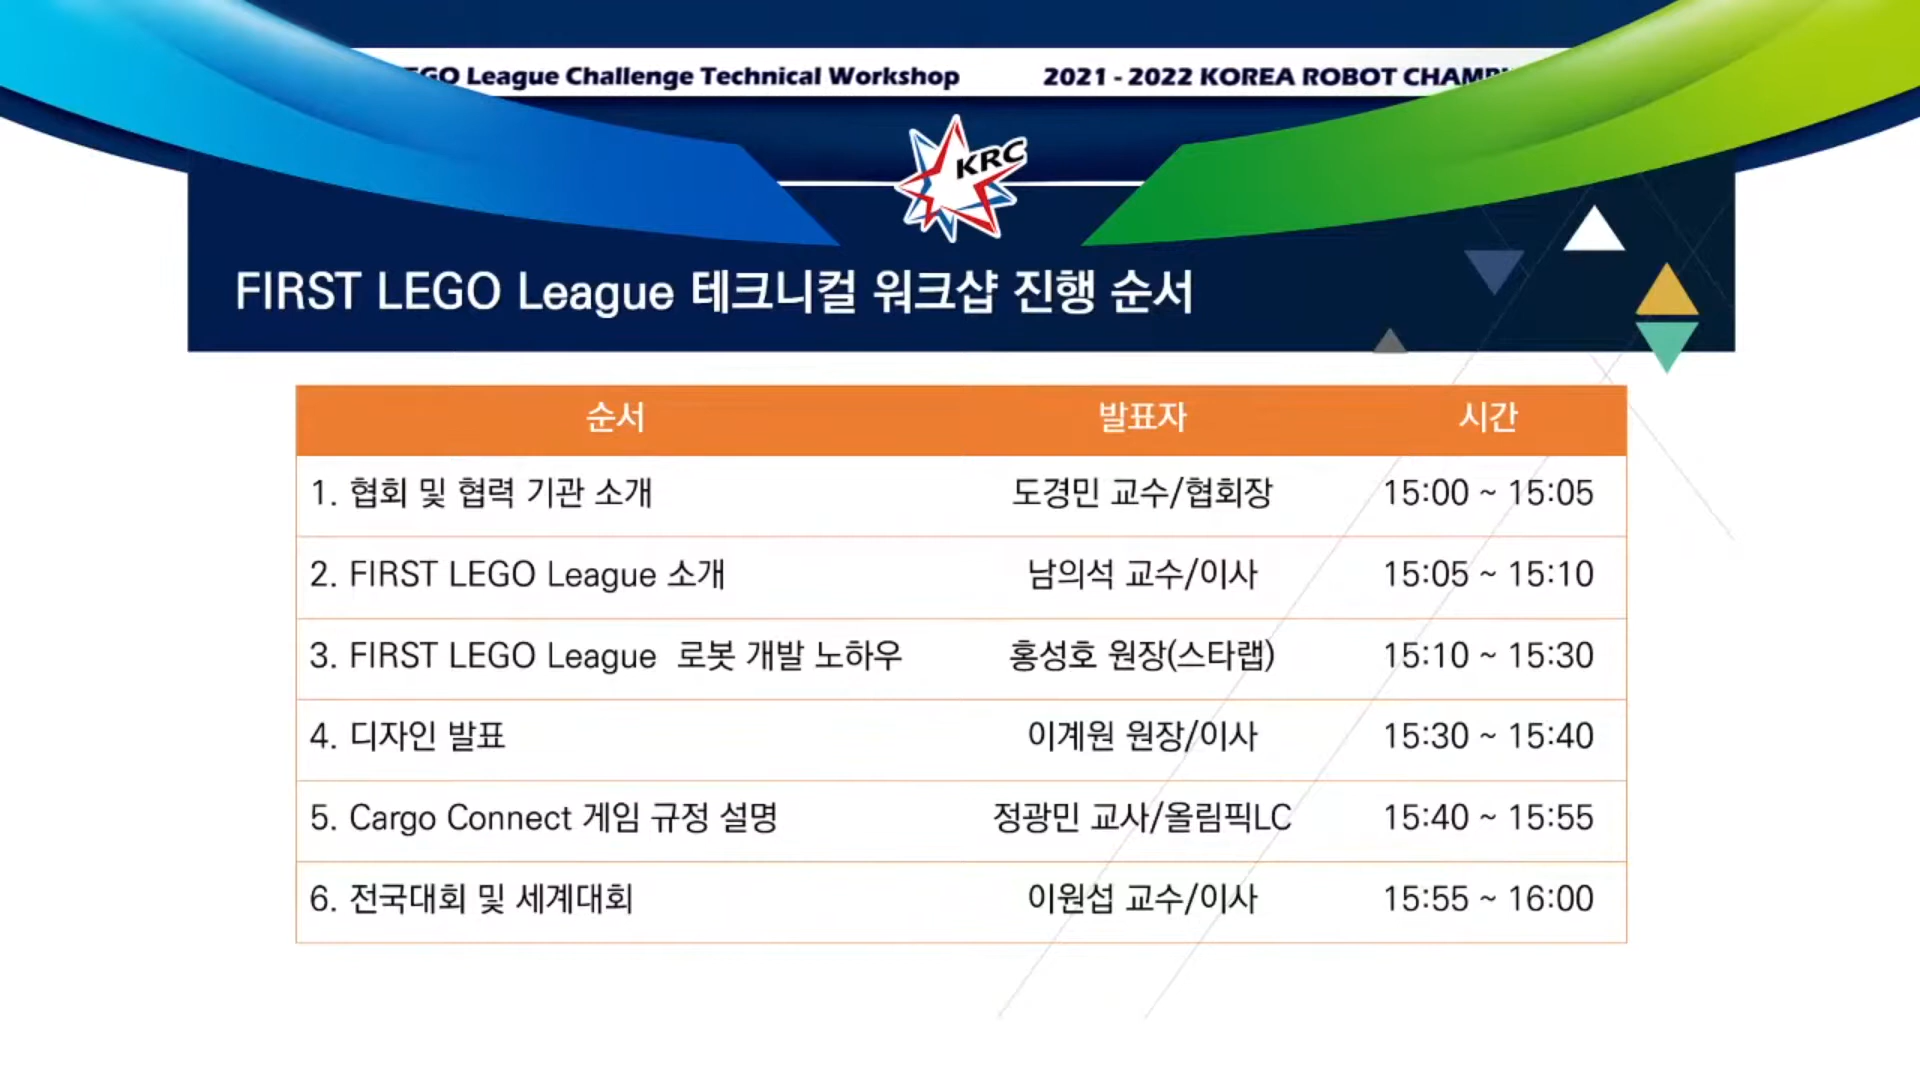 League Challenge Technical Workshop 2021 - 2022 KOREA ROBOT
KRC
FIRST LEGO League 테크니컬 워크샵 진행 순서
순서 발표자 시간
1. 협회 및 협력 기관 소개 도경민 교수/협회장 15:00 ~ 15:05
2. FIRST LEGO League 소개 남의석 교수/이사 15:05 ~ 15:10
3. FIRST LEGO League 로봇 개발 노하우 홍성호 원장(스타랩) 15:10 ~ 15:30
4. 디자인 발표 이계원 원장/이사 15:30 ~ 15:40
5. Cargo Connect 게임 규정 설명 정광민 교사/올림픽LC 15:40 ~ 15:55
6. 전국대회 및 세계대회 이원섭 교수/이사 15:55 ~ 16:00